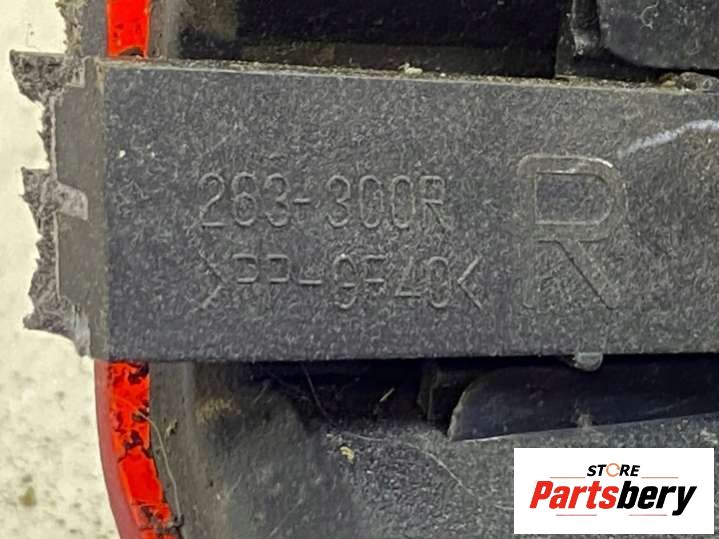 263-300R
>PP-GF40<
R
STORE
Partsbery